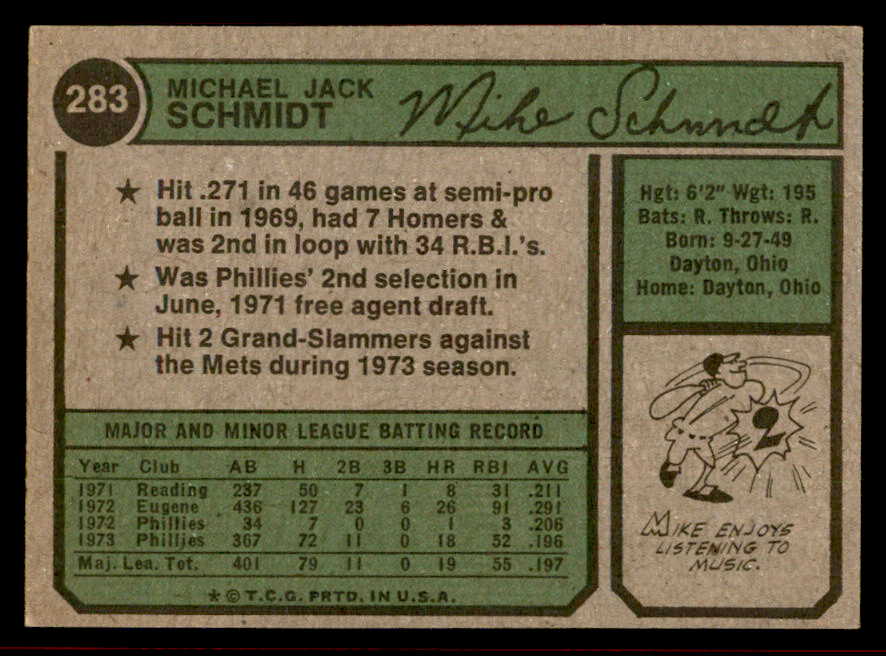 283
MICHAEL JACK
SCHMIDT
Mike Schmidt
★ Hit .271 in 46 games at semi-pro
ball in 1969, had 7 Homers &
was 2nd in loop with 34 R.B.I.'s.
★ Was Phillies' 2nd selection in
June, 1971 free agent draft.
★ Hit 2 Grand-Slammers against
the Mets during 1973 season.
MAJOR AND MINOR LEAGUE BATTING RECORD
Year Club AB H 2B 3B HR RBI AVG
1971 Reading 237 50 7 1 8 31 .211
1972 Eugene 436 127 23 6 26 91 .291
1972 Phillies 34 7 0 0 1 3 .206
1973 Phillies 367 72 11 0 18 52 .196
Maj. Lea. Tot. 401 79 11 0 19 55 .197
★ © T.C.G. PRTD. IN U.S.A.
Hgt: 6'2" Wgt: 195
Bats: R. Throws: R.
Born: 9-27-49
Dayton, Ohio
Home: Dayton, Ohio
2
MIKE ENJOYS
LISTENING TO
MUSIC.